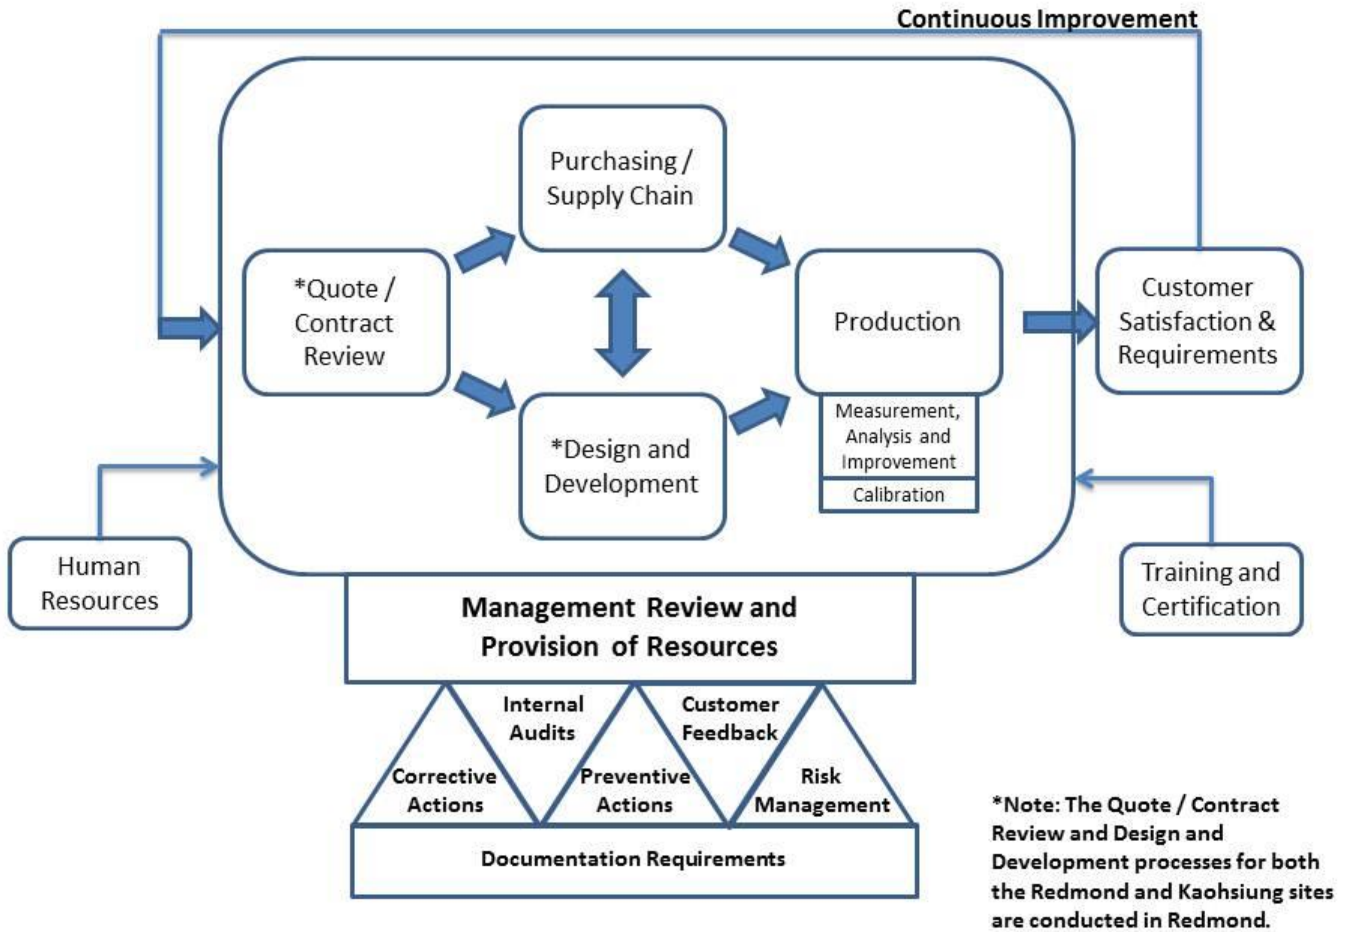 Continuous Improvement
Purchasing /
Supply Chain
*Quote /
Contract
Review
Production
Customer
Satisfaction &
Requirements
*Design and
Development
Measurement,
Analysis and
Improvement
Calibration
Human
Resources
Training and
Certification
Management Review and
Provision of Resources
Internal
Audits
Customer
Feedback
Corrective
Actions
Preventive
Actions
Risk
Management
Documentation Requirements
*Note: The Quote / Contract
Review and Design and
Development processes for both
the Redmond and Kaohsiung sites
are conducted in Redmond.